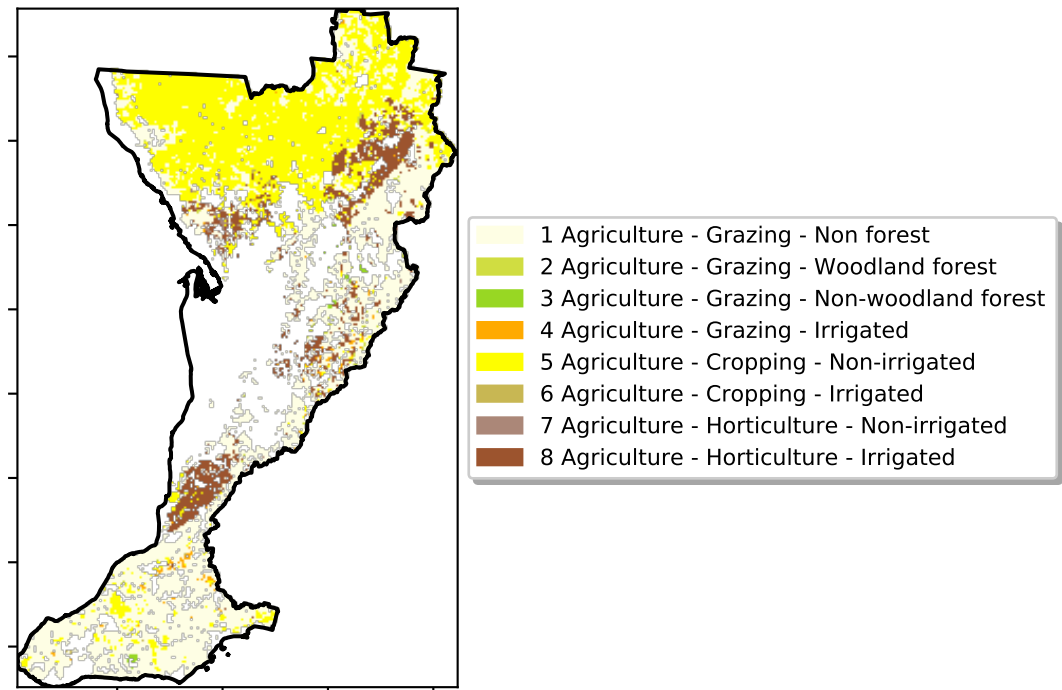 1 Agriculture - Grazing - Non forest
2 Agriculture - Grazing - Woodland forest
3 Agriculture - Grazing - Non-woodland forest
4 Agriculture - Grazing - Irrigated
5 Agriculture - Cropping - Non-irrigated
6 Agriculture - Cropping - Irrigated
7 Agriculture - Horticulture - Non-irrigated
8 Agriculture - Horticulture - Irrigated